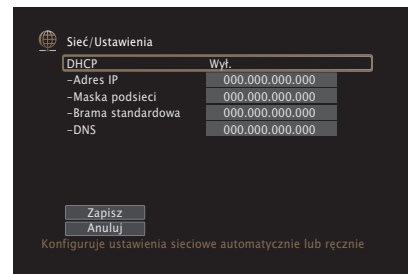 Sieć/Ustawienia
DHCP Wył.
–Adres IP 000.000.000.000
–Maska podsieci 000.000.000.000
–Brama standardowa 000.000.000.000
–DNS 000.000.000.000
Zapisz
Anuluj
Konfiguruje ustawienia sieciowe automatycznie lub ręcznie